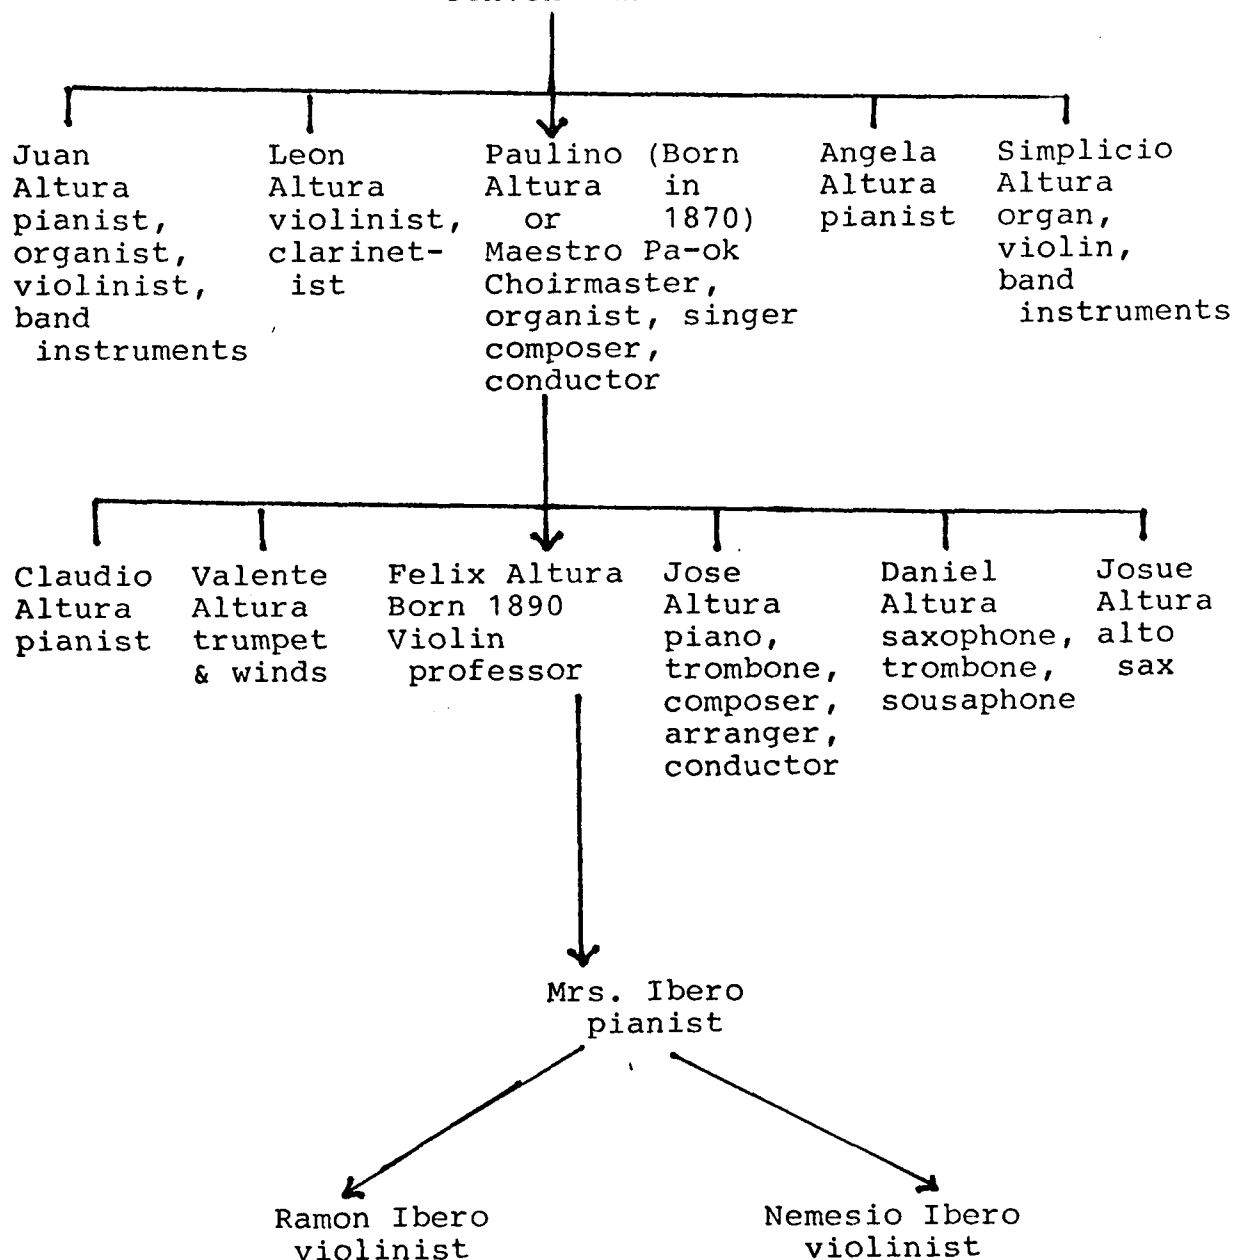 Juan
Altura
pianist,
organist,
violinist,
band
instruments
Leon
Altura
violinist,
clarinet-
ist
Paulino (Born
Altura in
or 1870)
Maestro Pa-ok
Choirmaster,
organist, singer
composer,
conductor
Angela
Altura
pianist
Simplicio
Altura
organ,
violin,
band
instruments
Claudio
Altura
pianist
Valente
Altura
trumpet
& winds
Felix Altura
Born 1890
Violin
professor
Jose
Altura
piano,
trombone,
composer,
arranger,
conductor
Daniel
Altura
saxophone,
trombone,
sousaphone
Josue
Altura
alto
sax
Mrs. Ibero
pianist
Ramon Ibero
violinist
Nemesio Ibero
violinist